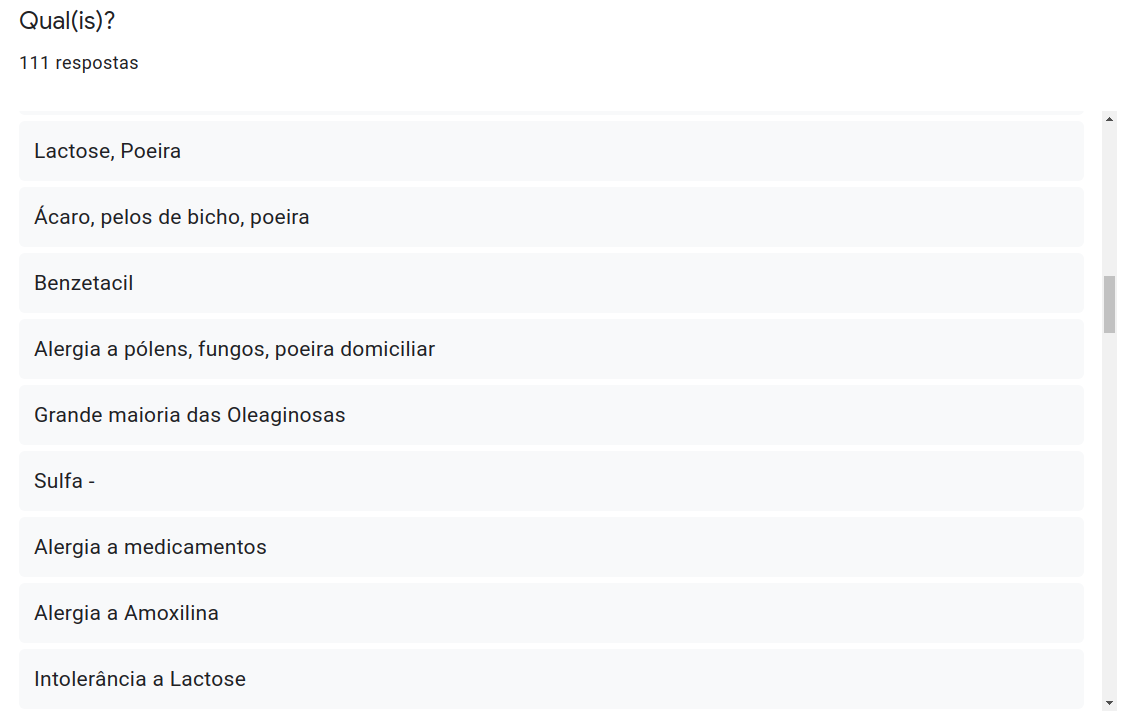 Qual(is)?
111 respostas
Lactose, Poeira
Ácaro, pelos de bicho, poeira
Benzetacil
Alergia a pólens, fungos, poeira domiciliar
Grande maioria das Oleaginosas
Sulfa -
Alergia a medicamentos
Alergia a Amoxilina
Intolerância a Lactose